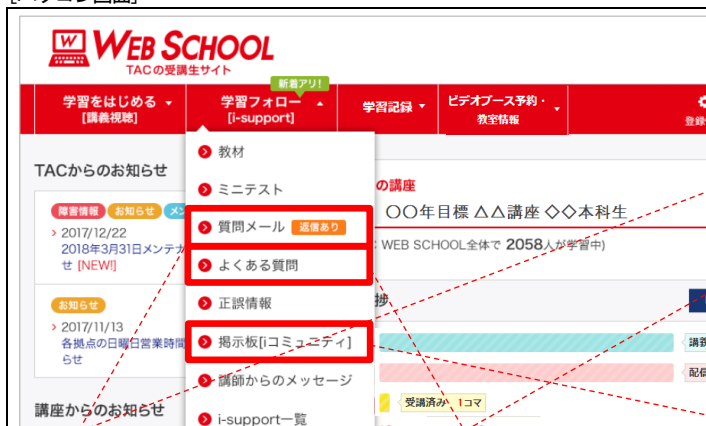 WEB SCHOOL
TACの受講生サイト
新着アリ!
学習をはじめる ▼
[講義視聴]
学習フォロー ▲
[i-support]
学習記録 ▼
ビデオブース予約・ ▼
教室情報
登録
TACからのお知らせ
障害情報 お知らせ メン
2017/12/22
2018年3月31日メンテナ
せ [NEW!]
お知らせ
2017/11/13
各拠点の日曜日営業時間
らせ
講座からのお知らせ
教材
ミニテスト
質問メール 返信あり
よくある質問
正誤情報
掲示板[iコミュニティ]
講師からのメッセージ
i-support一覧
の講座
〇〇年目標 △△講座 ◇◇本科生
WEB SCHOOL全体で 2058人が学習中)
捗
講義
配信
受講済み 1コマ